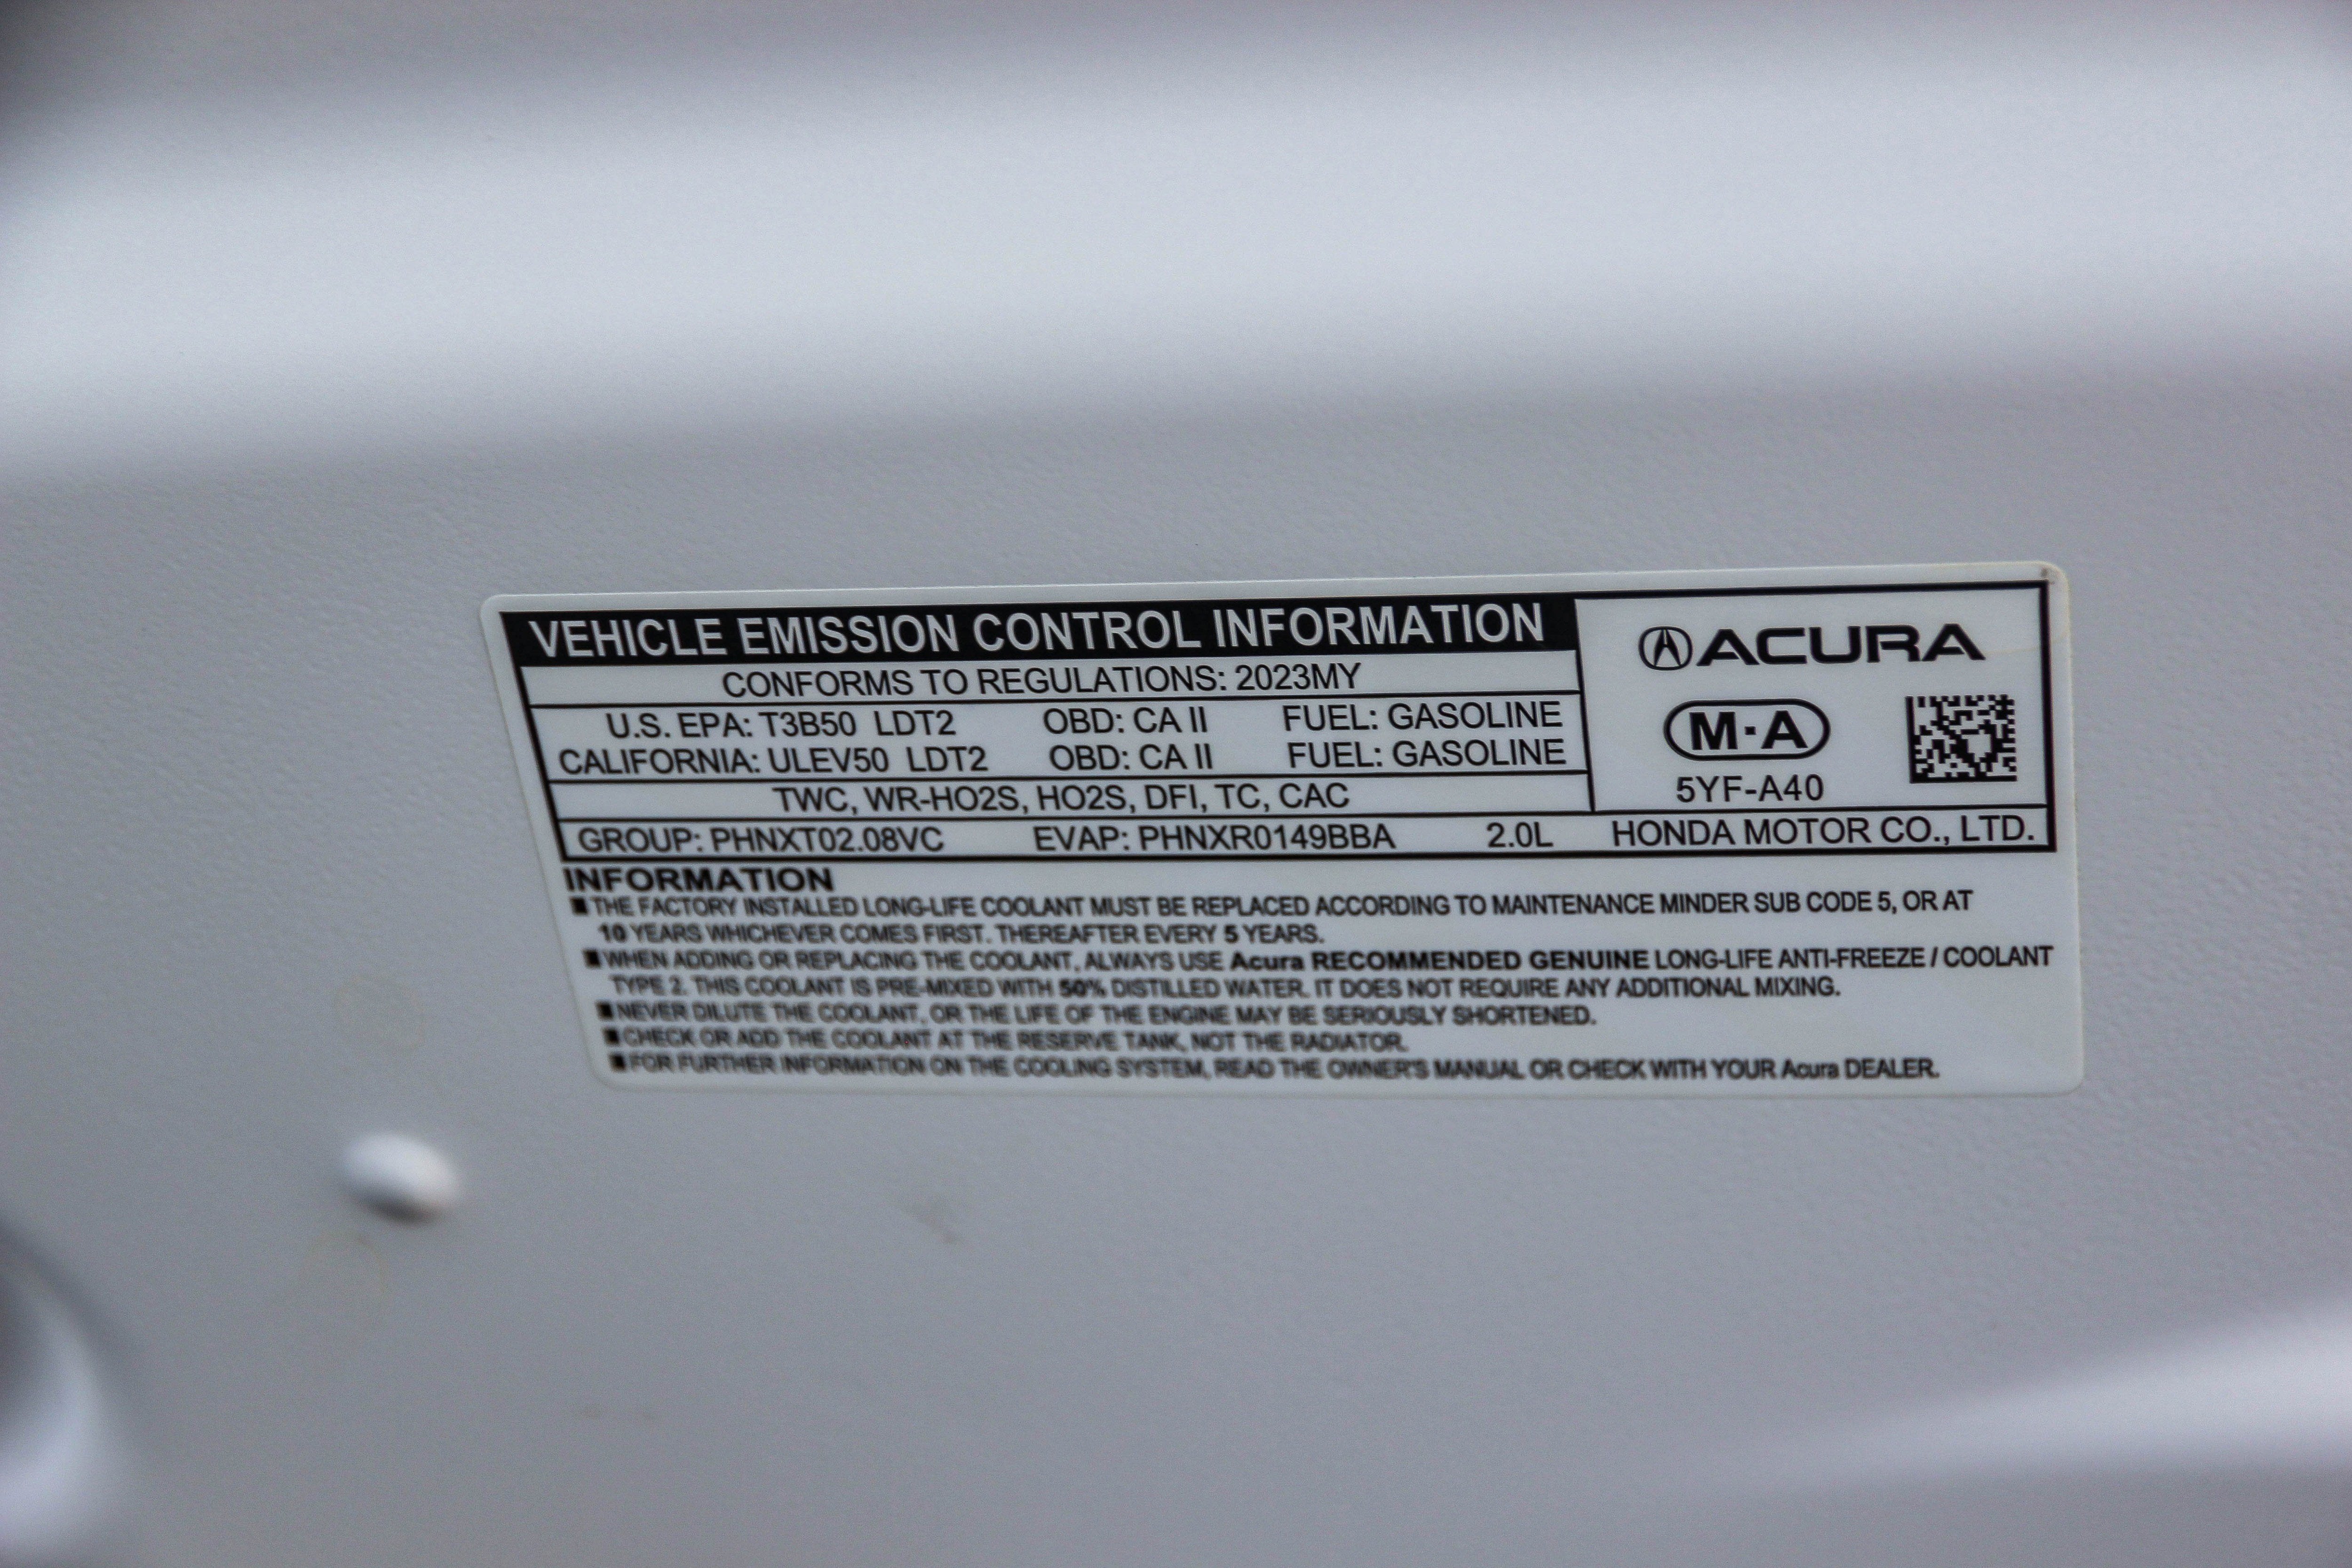 VEHICLE EMISSION CONTROL INFORMATION
CONFORMS TO REGULATIONS: 2023MY
U.S. EPA: T3B50 LDT2 OBD: CA II FUEL: GASOLINE
CALIFORNIA: ULEV50 LDT2 OBD: CA II FUEL: GASOLINE
TWC, WR-HO2S, HO2S, DFI, TC, CAC
GROUP: PHNXT02.08VC EVAP: PHNXR0149BBA 2.0L HONDA MOTOR CO., LTD.
ACURA
M·A
5YF-A40
INFORMATION
■ THE FACTORY INSTALLED LONG-LIFE COOLANT MUST BE REPLACED ACCORDING TO MAINTENANCE MINDER SUB CODE 5, OR AT
10 YEARS WHICHEVER COMES FIRST. THEREAFTER EVERY 5 YEARS.
■ WHEN ADDING OR REPLACING THE COOLANT, ALWAYS USE Acura RECOMMENDED GENUINE LONG-LIFE ANTI-FREEZE / COOLANT
TYPE 2. THIS COOLANT IS PRE-MIXED WITH 50% DISTILLED WATER. IT DOES NOT REQUIRE ANY ADDITIONAL MIXING.
■ NEVER DILUTE THE COOLANT, OR THE LIFE OF THE ENGINE MAY BE SERIOUSLY SHORTENED.
■ CHECK OR ADD THE COOLANT AT THE RESERVE TANK, NOT THE RADIATOR.
■ FOR FURTHER INFORMATION ON THE COOLING SYSTEM, READ THE OWNER'S MANUAL OR CHECK WITH YOUR Acura DEALER.